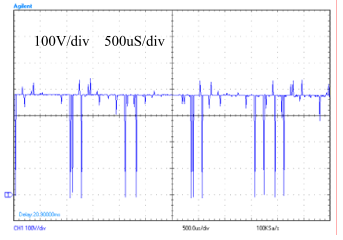 Agilent
100V/div 500uS/div
Delay:20.00000ms
CH1 100V/div 500.0us/div 100KSa/s